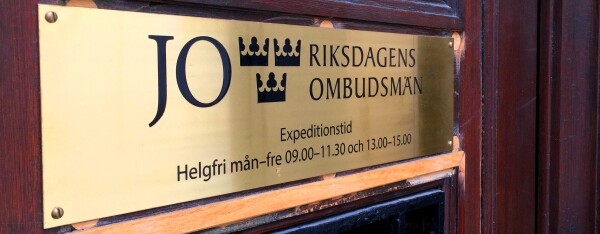 JO RIKSDAGENS
OMBUDSMÄN
Expeditionstid
Helgfri mån–fre 09.00–11.30 och 13.00–15.00